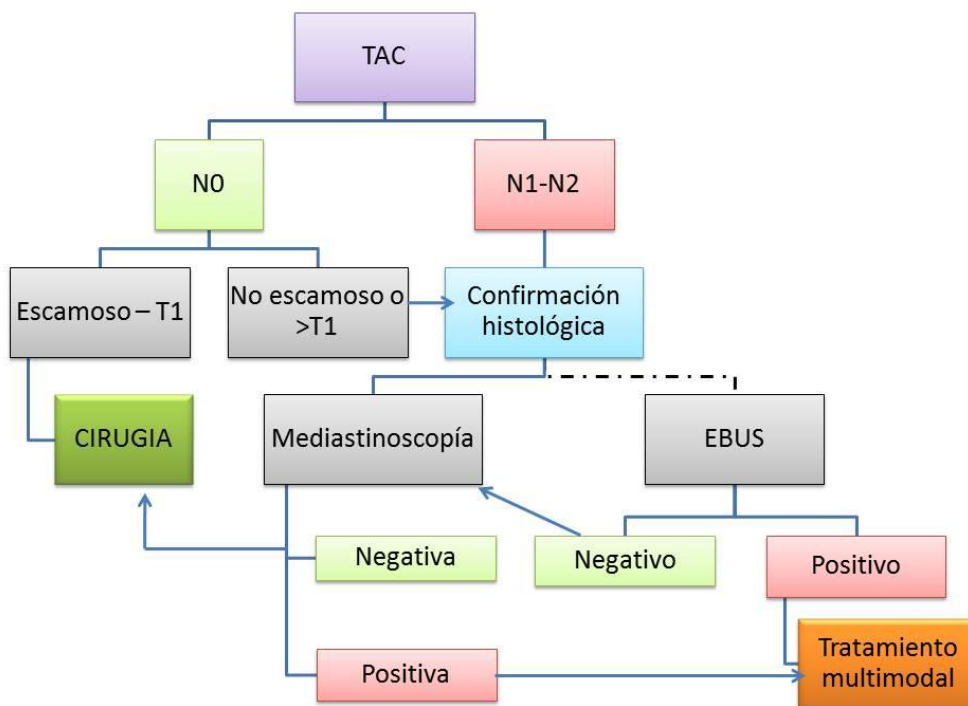 TAC
N0
N1-N2
Escamoso – T1
No escamoso o
>T1
Confirmación
histológica
CIRUGIA
Mediastinoscopía
EBUS
Negativa
Negativo
Positivo
Positiva
Tratamiento
multimodal